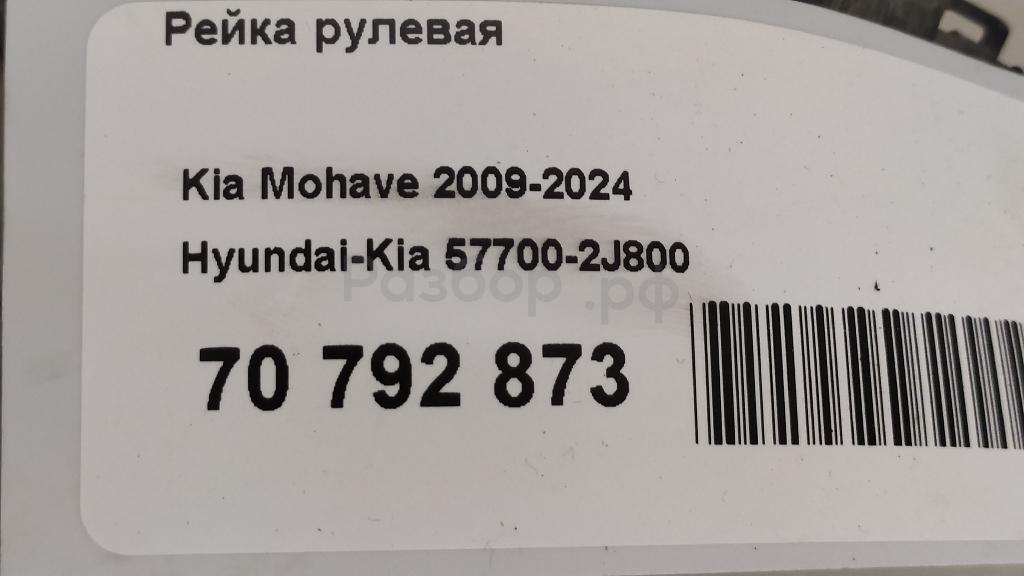 Рейка рулевая
Kia Mohave 2009-2024
Hyundai-Kia 57700-2J800
Разбор.рф
70 792 873